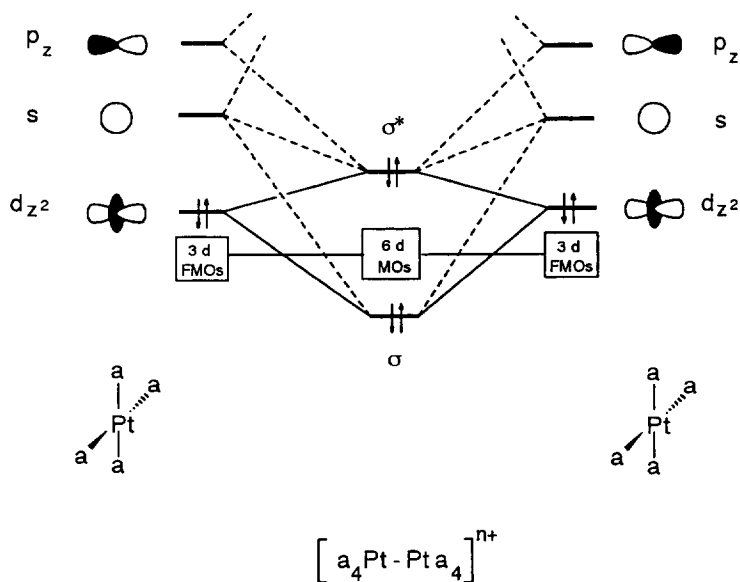 p_z p_z
s s
σ*
d_z² d_z²
3 d 6 d 3 d
FMOs MOs FMOs
σ
a a
a a
Pt Pt
a a
a a
[a₄Pt - Pt a₄]ⁿ⁺